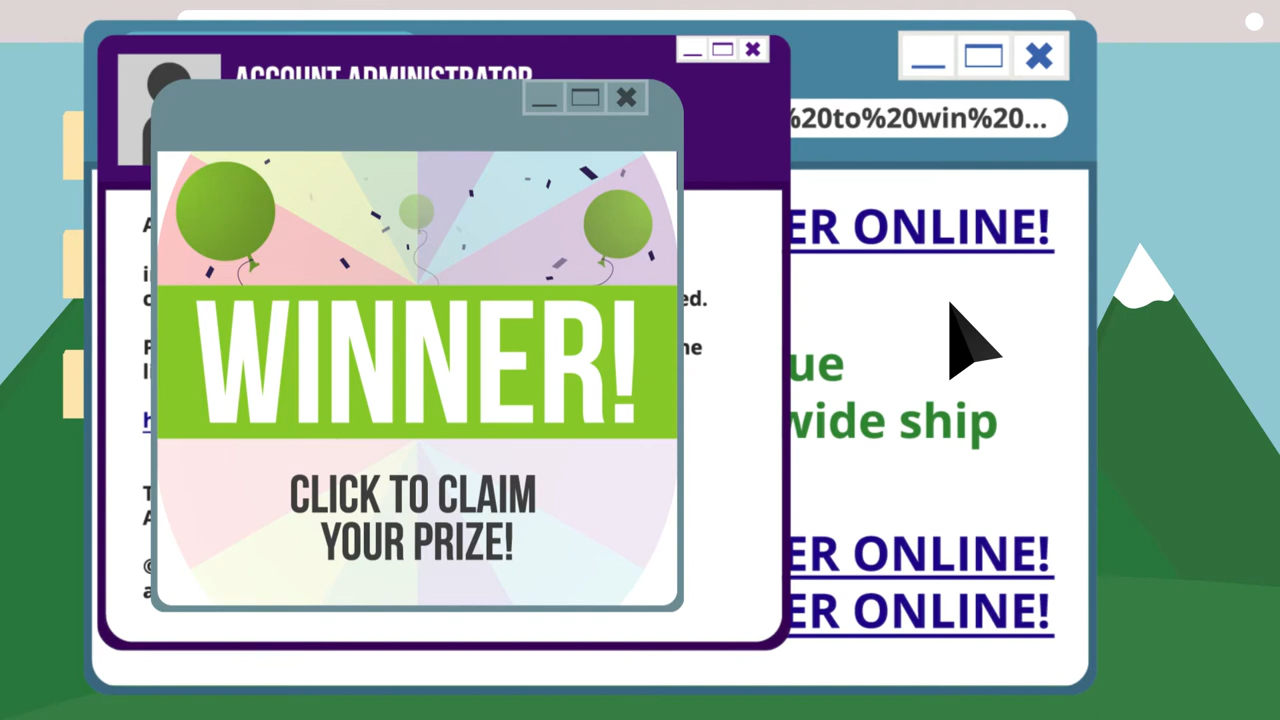 ACCOUNT ADMINISTRATOR
%20to%20win%20...
WINNER!
CLICK TO CLAIM
YOUR PRIZE!
ER ONLINE!
ed.
ue
wide ship
ER ONLINE!
ER ONLINE!